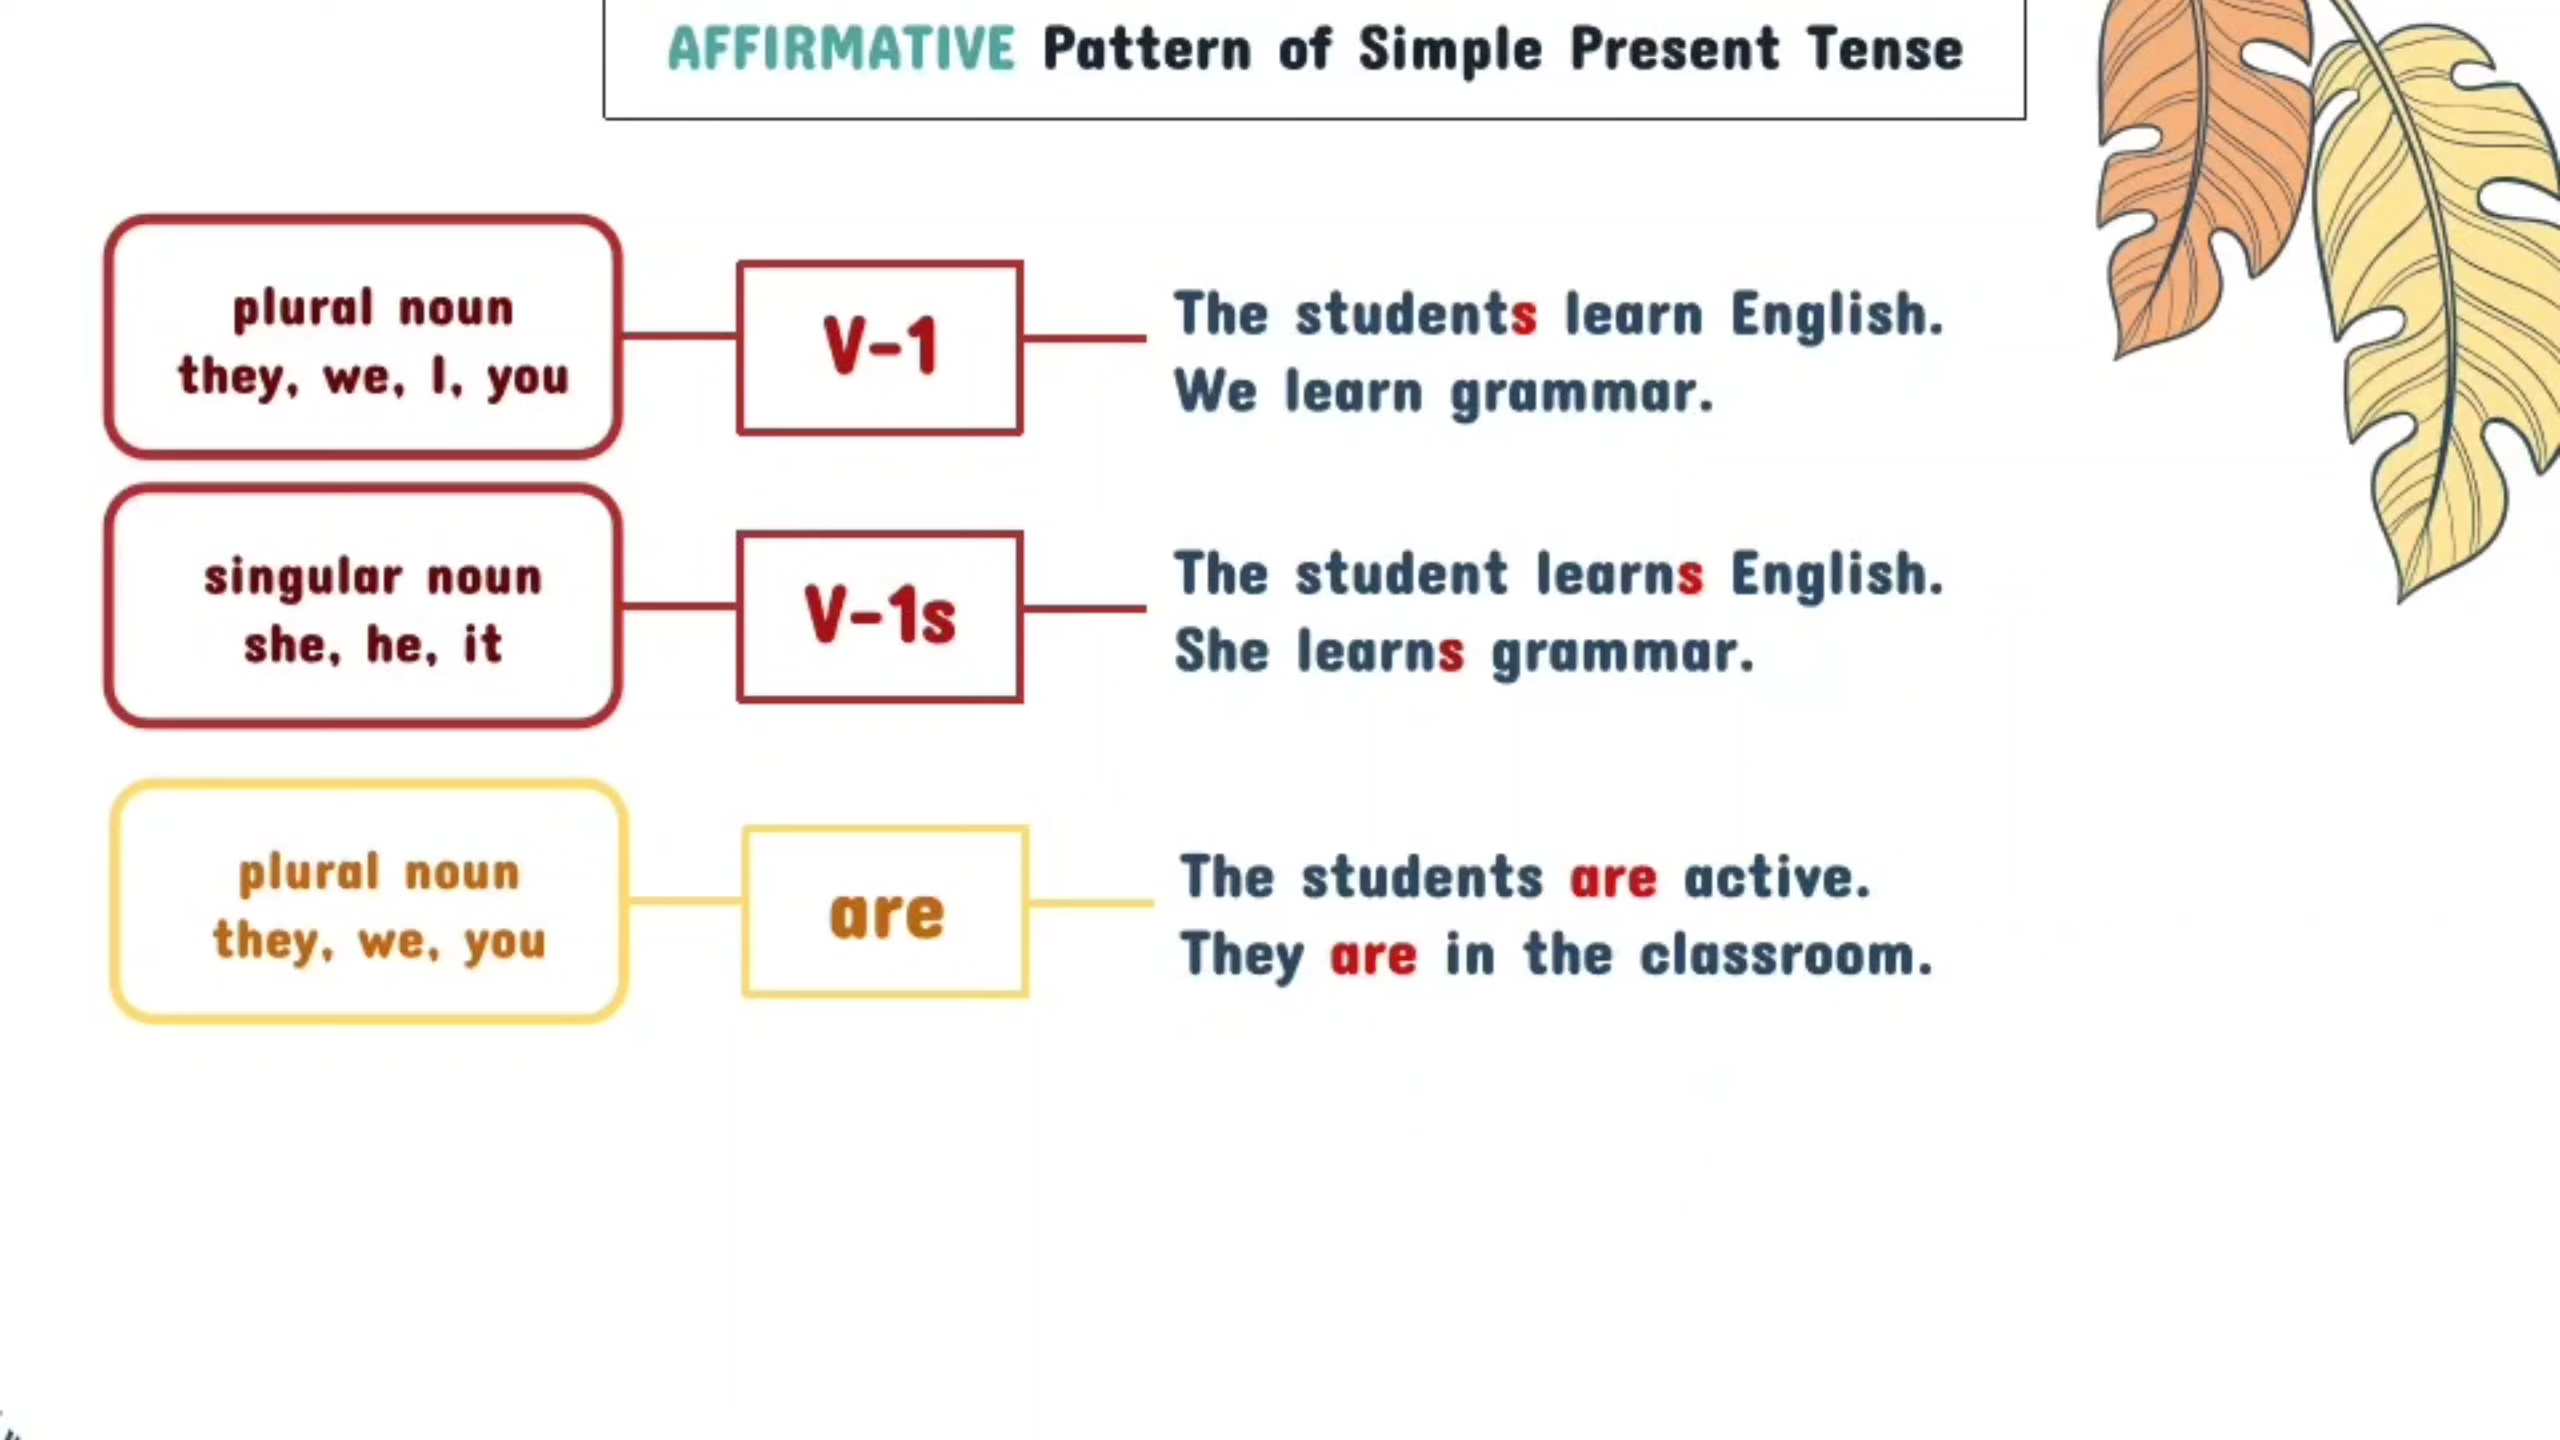 AFFIRMATIVE Pattern of Simple Present Tense
plural noun
they, we, I, you
V-1
The students learn English.
We learn grammar.
singular noun
she, he, it
V-1s
The student learns English.
She learns grammar.
plural noun
they, we, you
are
The students are active.
They are in the classroom.